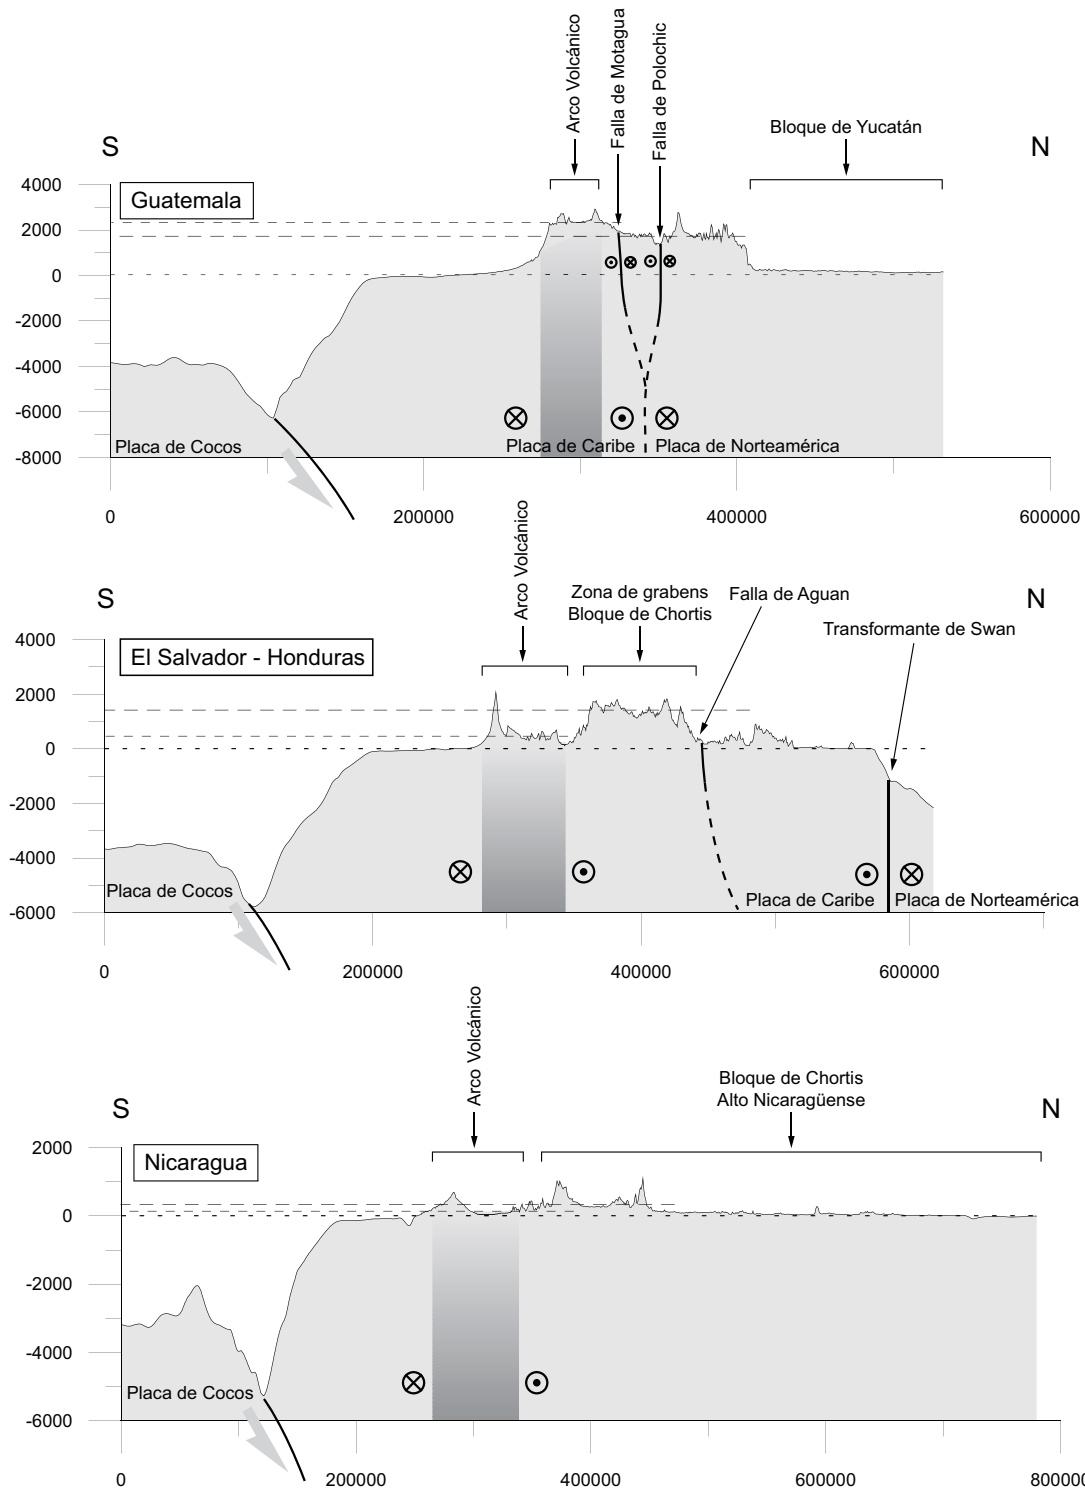 Arco Volcánico
Falla de Motagua
Falla de Polochic
Bloque de Yucatán
S
N
Guatemala
4000
2000
0
-2000
-4000
-6000
-8000
Placa de Cocos
Placa de Caribe
Placa de Norteamérica
0
200000
400000
600000
Arco Volcánico
Zona de grabens
Bloque de Chortis
Falla de Aguan
Transformante de Swan
S
N
El Salvador - Honduras
4000
2000
0
-2000
-4000
-6000
Placa de Cocos
Placa de Caribe
Placa de Norteamérica
0
200000
400000
600000
Arco Volcánico
Bloque de Chortis
Alto Nicaragüense
S
N
Nicaragua
2000
0
-2000
-4000
-6000
Placa de Cocos
0
200000
400000
600000
800000